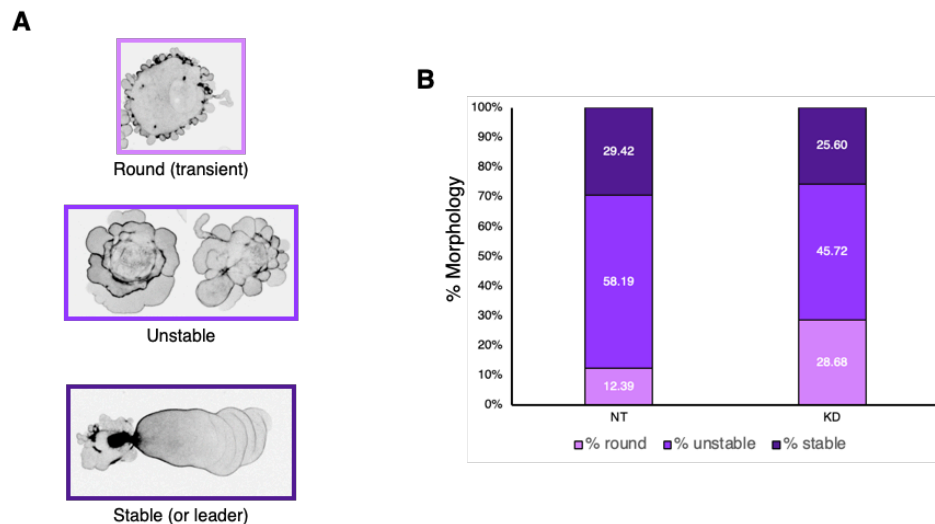 A
Round (transient)
Unstable
Stable (or leader)
B
% Morphology
100%
90%
80%
70%
60%
50%
40%
30%
20%
10%
0%
29.42
58.19
12.39
25.60
45.72
28.68
NT
KD
% round
% unstable
% stable